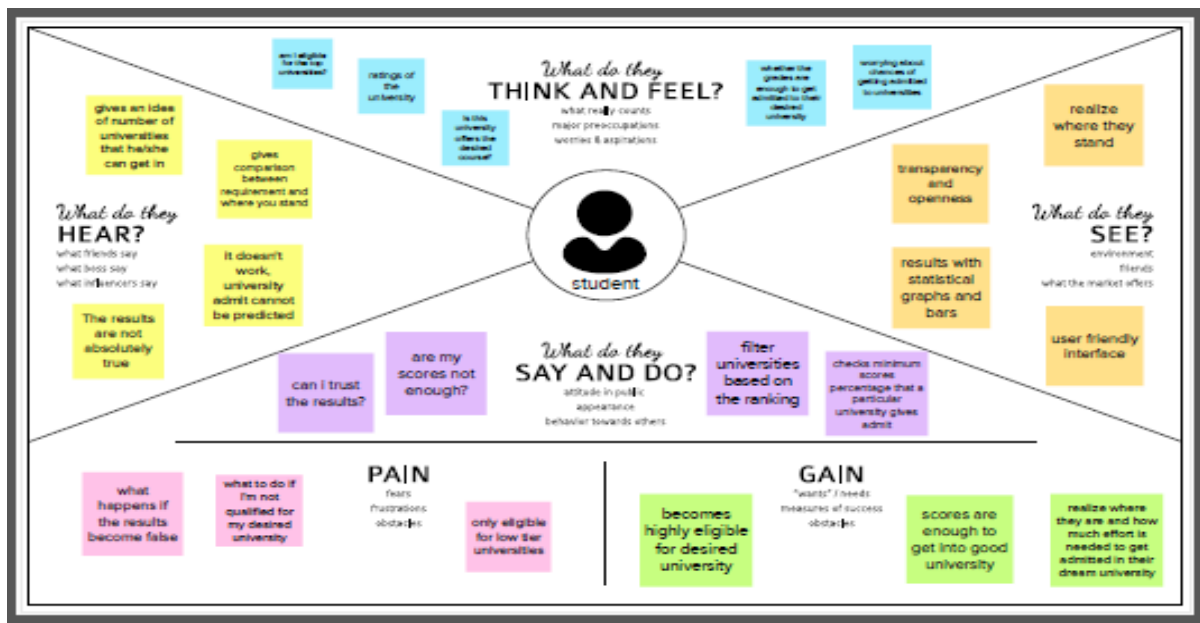 am I eligible
for the top
universities?
ratings of
the
university
is this
university
offers the
desired
course?
What do they
THINK AND FEEL?
what really counts
major preoccupations
worries & aspirations
whether the
grades are
enough to get
admitted to their
desired
university
worrying about
chances of
getting admitted
to universities
gives an idea
of number of
universities
that he/she
can get in
gives
comparison
between
requirement and
where you stand
What do they
HEAR?
what friends say
what boss say
what influencers say
it doesn't
work,
university
admit cannot
be predicted
The results
are not
absolutely
true
student
realize
where they
stand
transparency
and
openness
What do they
SEE?
environment
friends
what the market offers
results with
statistical
graphs and
bars
user friendly
interface
can i trust
the results?
are my
scores not
enough?
What do they
SAY AND DO?
attitude in public
appearance
behavior towards others
filter
universities
based on
the ranking
checks minimum
scores
percentage that a
particular
university gives
admit
PAIN
fears
frustrations
obstacles
what
happens if
the results
become false
what to do if
I'm not
qualified for
my desired
university
only eligible
for low tier
universities
GAIN
"wants" / needs
measures of success
obstacles
becomes
highly eligible
for desired
university
scores are
enough to
get into good
university
realize where
they are and how
much effort is
needed to get
admitted in their
dream university